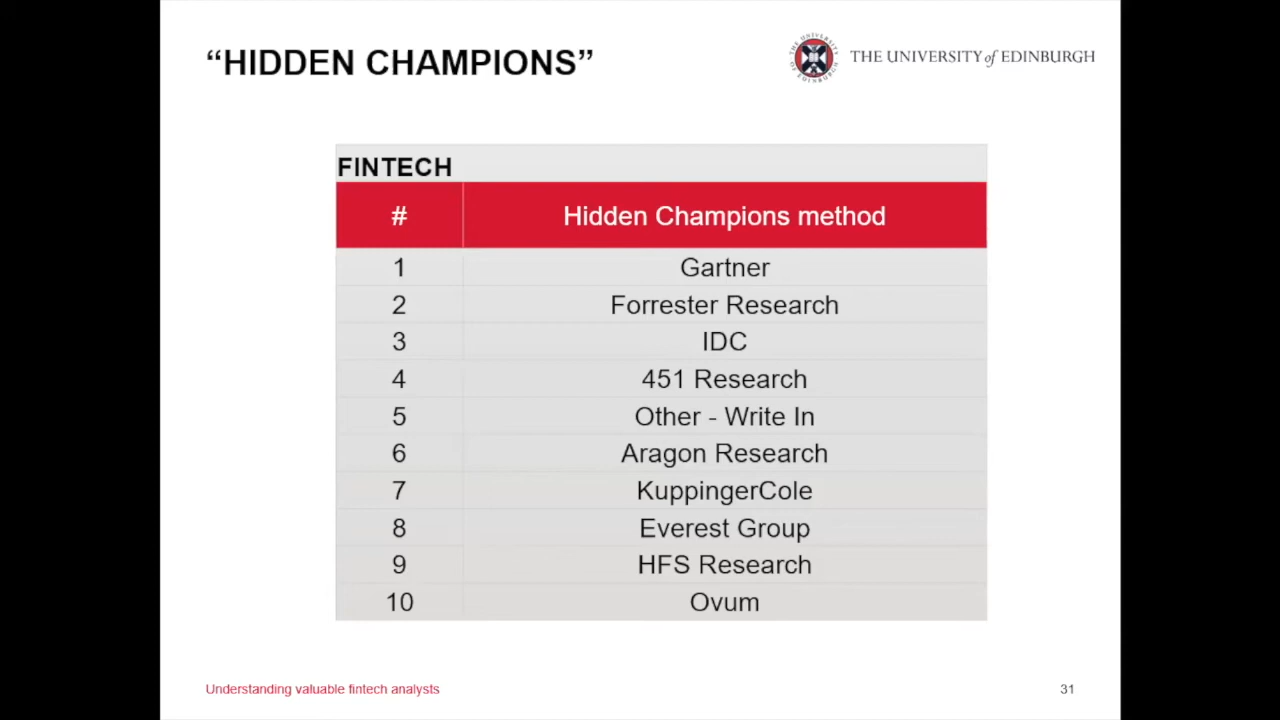 “HIDDEN CHAMPIONS”
THE UNIVERSITY of EDINBURGH
FINTECH
# Hidden Champions method
1 Gartner
2 Forrester Research
3 IDC
4 451 Research
5 Other - Write In
6 Aragon Research
7 KuppingerCole
8 Everest Group
9 HFS Research
10 Ovum
Understanding valuable fintech analysts
31